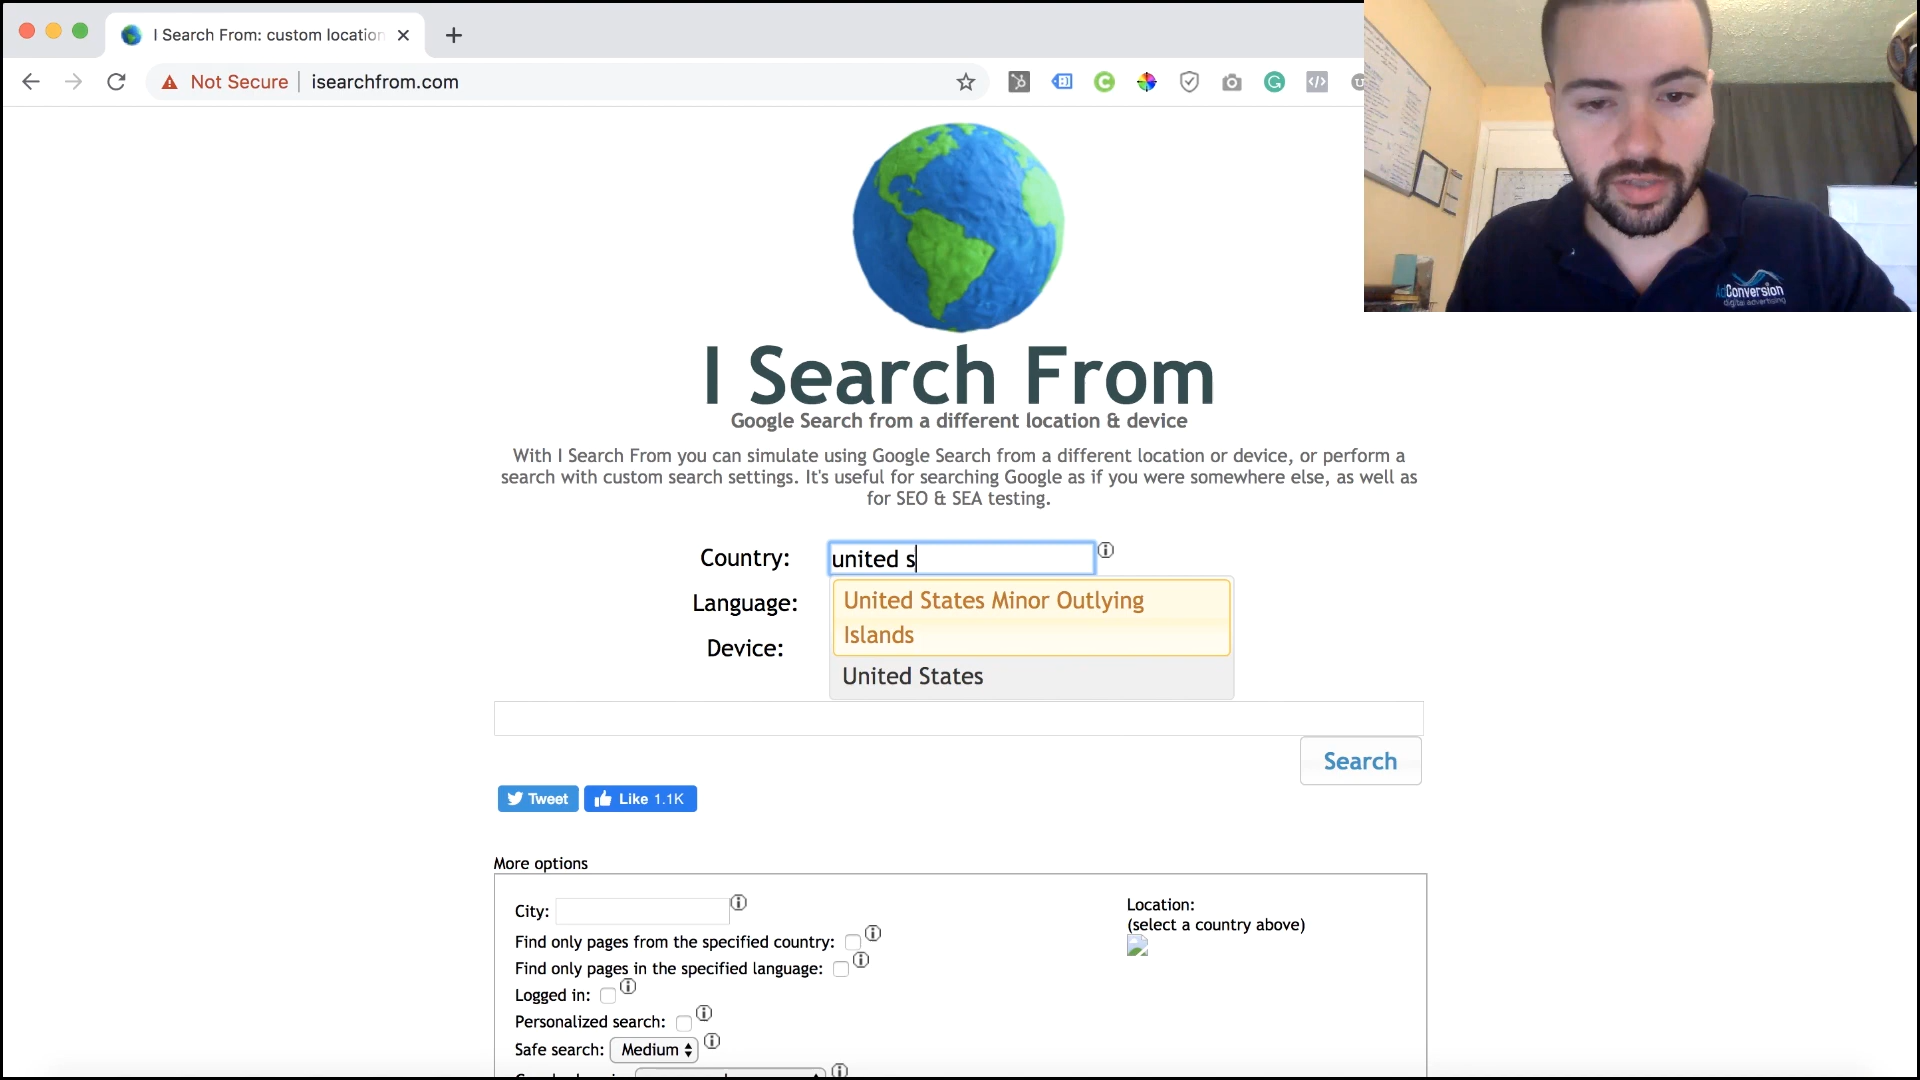 I Search From: custom location
Not Secure
isearchfrom.com
AdConversion
digital advertising
I Search From
Google Search from a different location & device
With I Search From you can simulate using Google Search from a different location or device, or perform a
search with custom search settings. It's useful for searching Google as if you were somewhere else, as well as
for SEO & SEA testing.
Country: united s
Language: United States Minor Outlying
Islands
Device:
United States
Search
Tweet Like 1.1K
More options
City:
Location:
(select a country above)
Find only pages from the specified country:
Find only pages in the specified language:
Logged in:
Personalized search:
Safe search: Medium